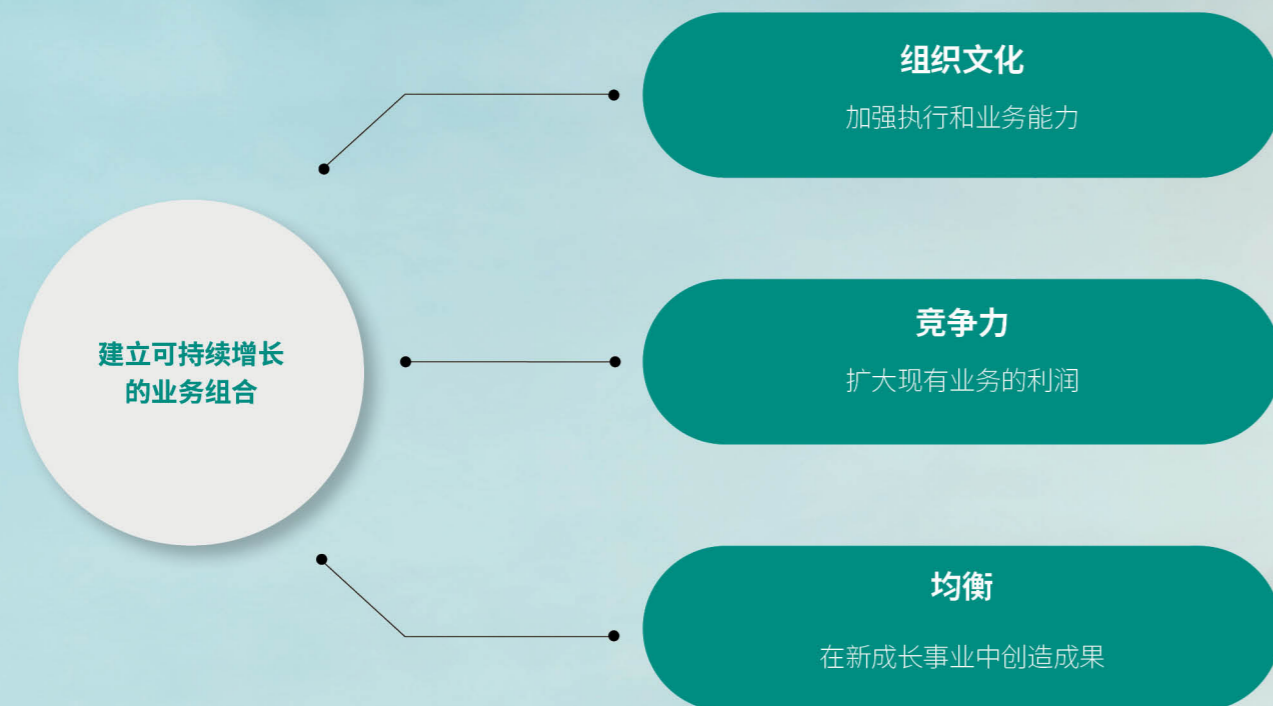 组织文化
加强执行和业务能力
建立可持续增长
的业务组合
竞争力
扩大现有业务的利润
均衡
在新成长事业中创造成果